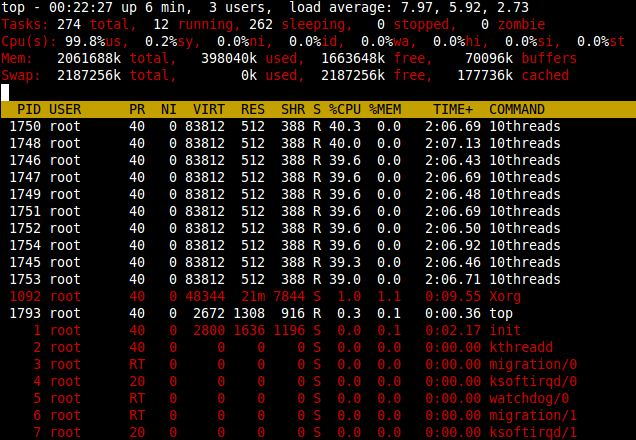 top - 00:22:27 up 6 min,  3 users,  load average: 7.97, 5.92, 2.73
Tasks: 274 total,  12 running, 262 sleeping,   0 stopped,   0 zombie
Cpu(s): 99.8%us,  0.2%sy,  0.0%ni,  0.0%id,  0.0%wa,  0.0%hi,  0.0%si,  0.0%st
Mem:   2061688k total,   398040k used,  1663648k free,    70096k buffers
Swap:  2187256k total,        0k used,  2187256k free,   177736k cached
PID USER      PR  NI  VIRT  RES  SHR S %CPU %MEM    TIME+  COMMAND
1750 root      40   0 83812  512  388 R 40.3  0.0   2:06.69 10threads
1748 root      40   0 83812  512  388 R 40.0  0.0   2:07.13 10threads
1746 root      40   0 83812  512  388 R 39.6  0.0   2:06.43 10threads
1747 root      40   0 83812  512  388 R 39.6  0.0   2:06.69 10threads
1749 root      40   0 83812  512  388 R 39.6  0.0   2:06.48 10threads
1751 root      40   0 83812  512  388 R 39.6  0.0   2:06.69 10threads
1752 root      40   0 83812  512  388 R 39.6  0.0   2:06.50 10threads
1754 root      40   0 83812  512  388 R 39.6  0.0   2:06.92 10threads
1745 root      40   0 83812  512  388 R 39.3  0.0   2:06.46 10threads
1753 root      40   0 83812  512  388 R 39.0  0.0   2:06.71 10threads
1092 root      40   0 48344  21m 7844 S  1.0  1.1   0:09.55 Xorg
1793 root      40   0  2672 1308  916 R  0.3  0.1   0:00.36 top
1 root      40   0  2800 1636 1196 S  0.0  0.1   0:02.17 init
2 root      40   0     0    0    0 S  0.0  0.0   0:00.00 kthreadd
3 root      RT   0     0    0    0 S  0.0  0.0   0:00.00 migration/0
4 root      20   0     0    0    0 S  0.0  0.0   0:00.00 ksoftirqd/0
5 root      RT   0     0    0    0 S  0.0  0.0   0:00.00 watchdog/0
6 root      RT   0     0    0    0 S  0.0  0.0   0:00.00 migration/1
7 root      20   0     0    0    0 S  0.0  0.0   0:00.00 ksoftirqd/1